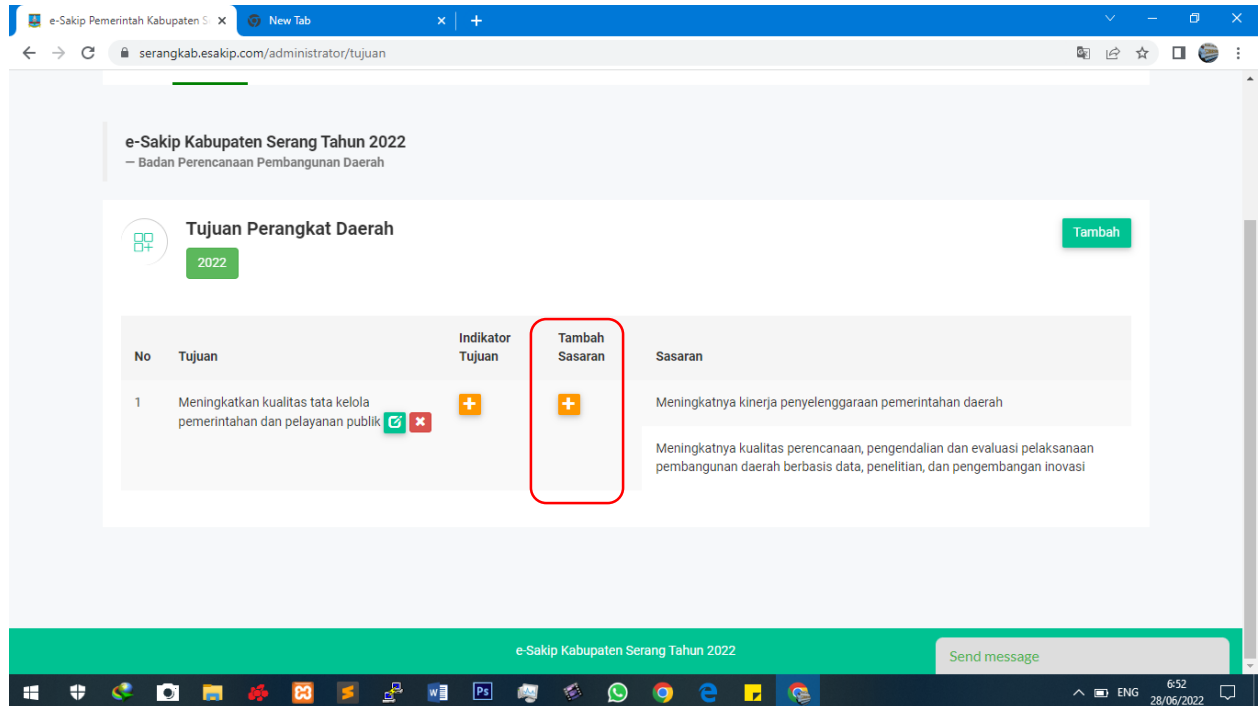 e-Sakip Pemerintah Kabupaten S
New Tab
serangkab.esakip.com/administrator/tujuan
e-Sakip Kabupaten Serang Tahun 2022
— Badan Perencanaan Pembangunan Daerah
Tujuan Perangkat Daerah
Tambah
2022
No Tujuan Indikator Tujuan Tambah Sasaran Sasaran
1 Meningkatkan kualitas tata kelola
pemerintahan dan pelayanan publik
Meningkatnya kinerja penyelenggaraan pemerintahan daerah
Meningkatnya kualitas perencanaan, pengendalian dan evaluasi pelaksanaan
pembangunan daerah berbasis data, penelitian, dan pengembangan inovasi
e-Sakip Kabupaten Serang Tahun 2022
Send message
W
Ps
ENG
6:52
28/06/2022